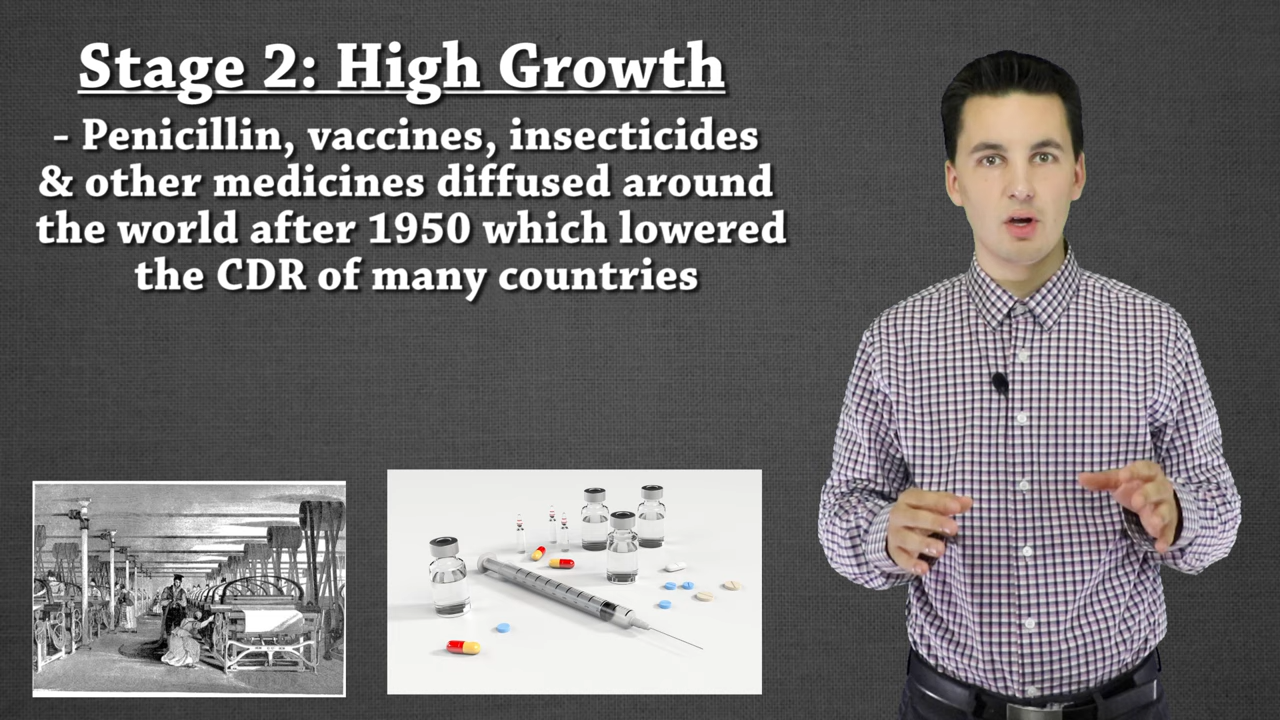 Stage 2: High Growth
- Penicillin, vaccines, insecticides
& other medicines diffused around
the world after 1950 which lowered
the CDR of many countries